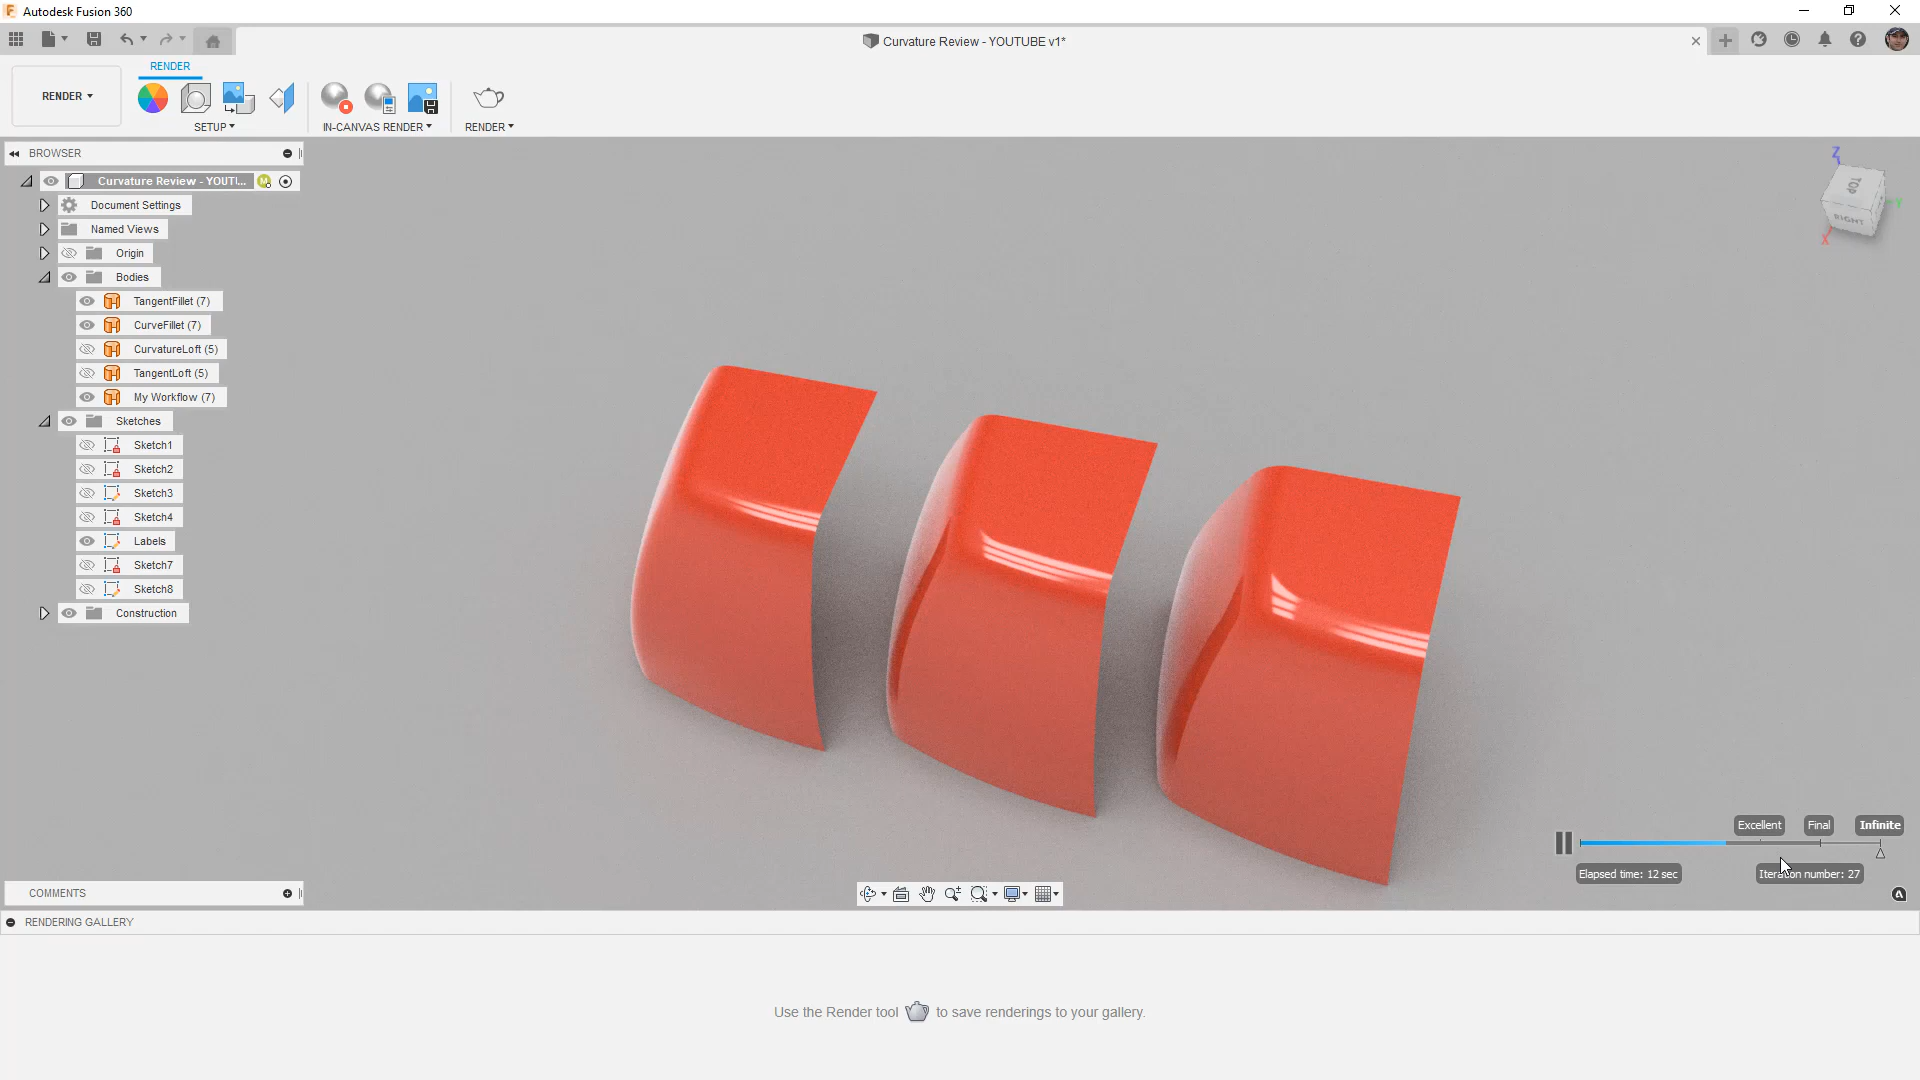 Autodesk Fusion 360
Curvature Review - YOUTUBE v1*
RENDER
RENDER
SETUP
IN-CANVAS RENDER
RENDER
BROWSER
Curvature Review - YOUTI...
M
Document Settings
Named Views
Origin
Bodies
TangentFillet (7)
CurveFillet (7)
CurvatureLoft (5)
TangentLoft (5)
My Workflow (7)
Sketches
Sketch1
Sketch2
Sketch3
Sketch4
Labels
Sketch7
Sketch8
Construction
Z
TOP
Y
RIGHT
X
Excellent
Final
Infinite
Elapsed time: 12 sec
Iteration number: 27
COMMENTS
RENDERING GALLERY
Use the Render tool to save renderings to your gallery.